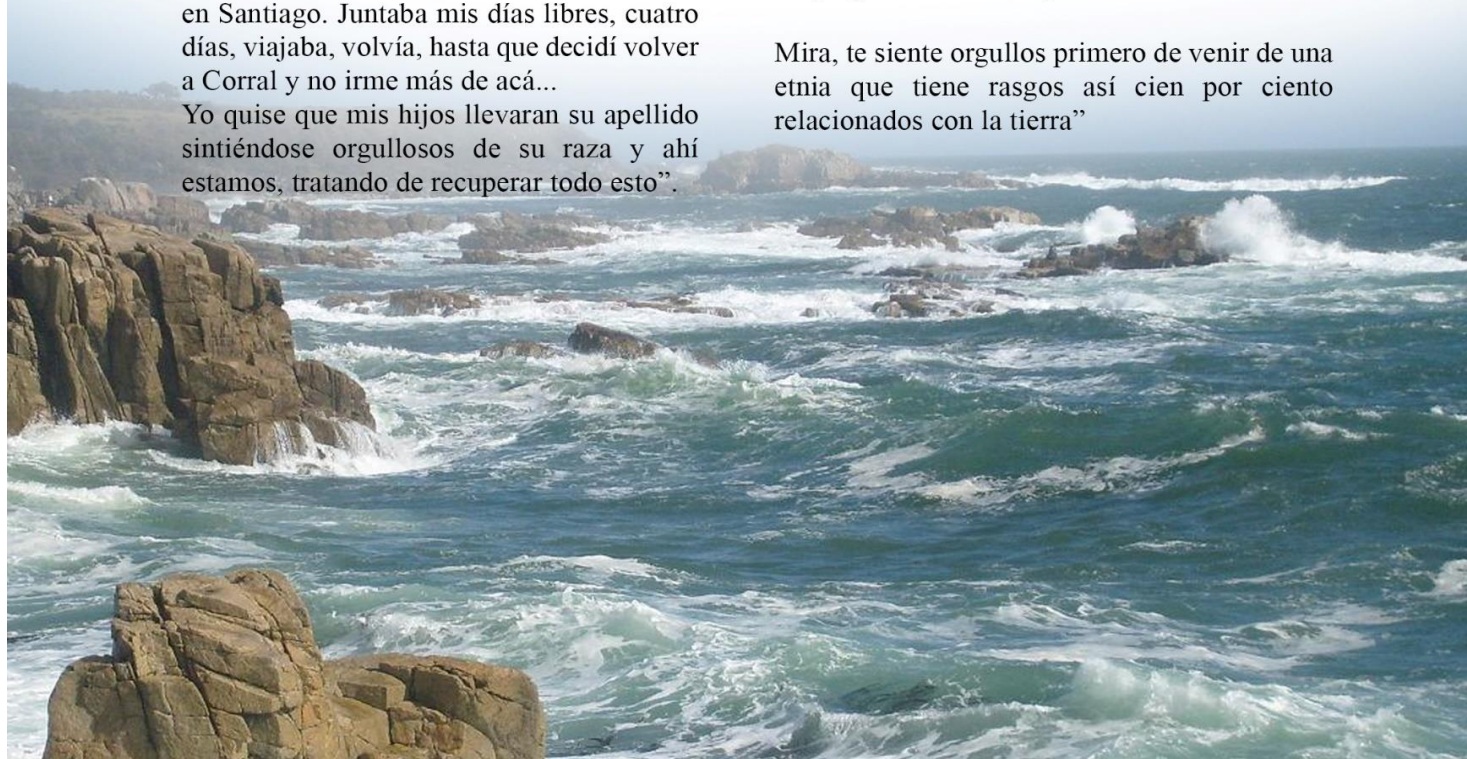 en Santiago. Juntaba mis días libres, cuatro
días, viajaba, volvía, hasta que decidí volver
a Corral y no irme más de acá...
Yo quise que mis hijos llevaran su apellido
sintiéndose orgullosos de su raza y ahí
estamos, tratando de recuperar todo esto”.
Mira, te siente orgullos primero de venir de una
etnia que tiene rasgos así cien por ciento
relacionados con la tierra”